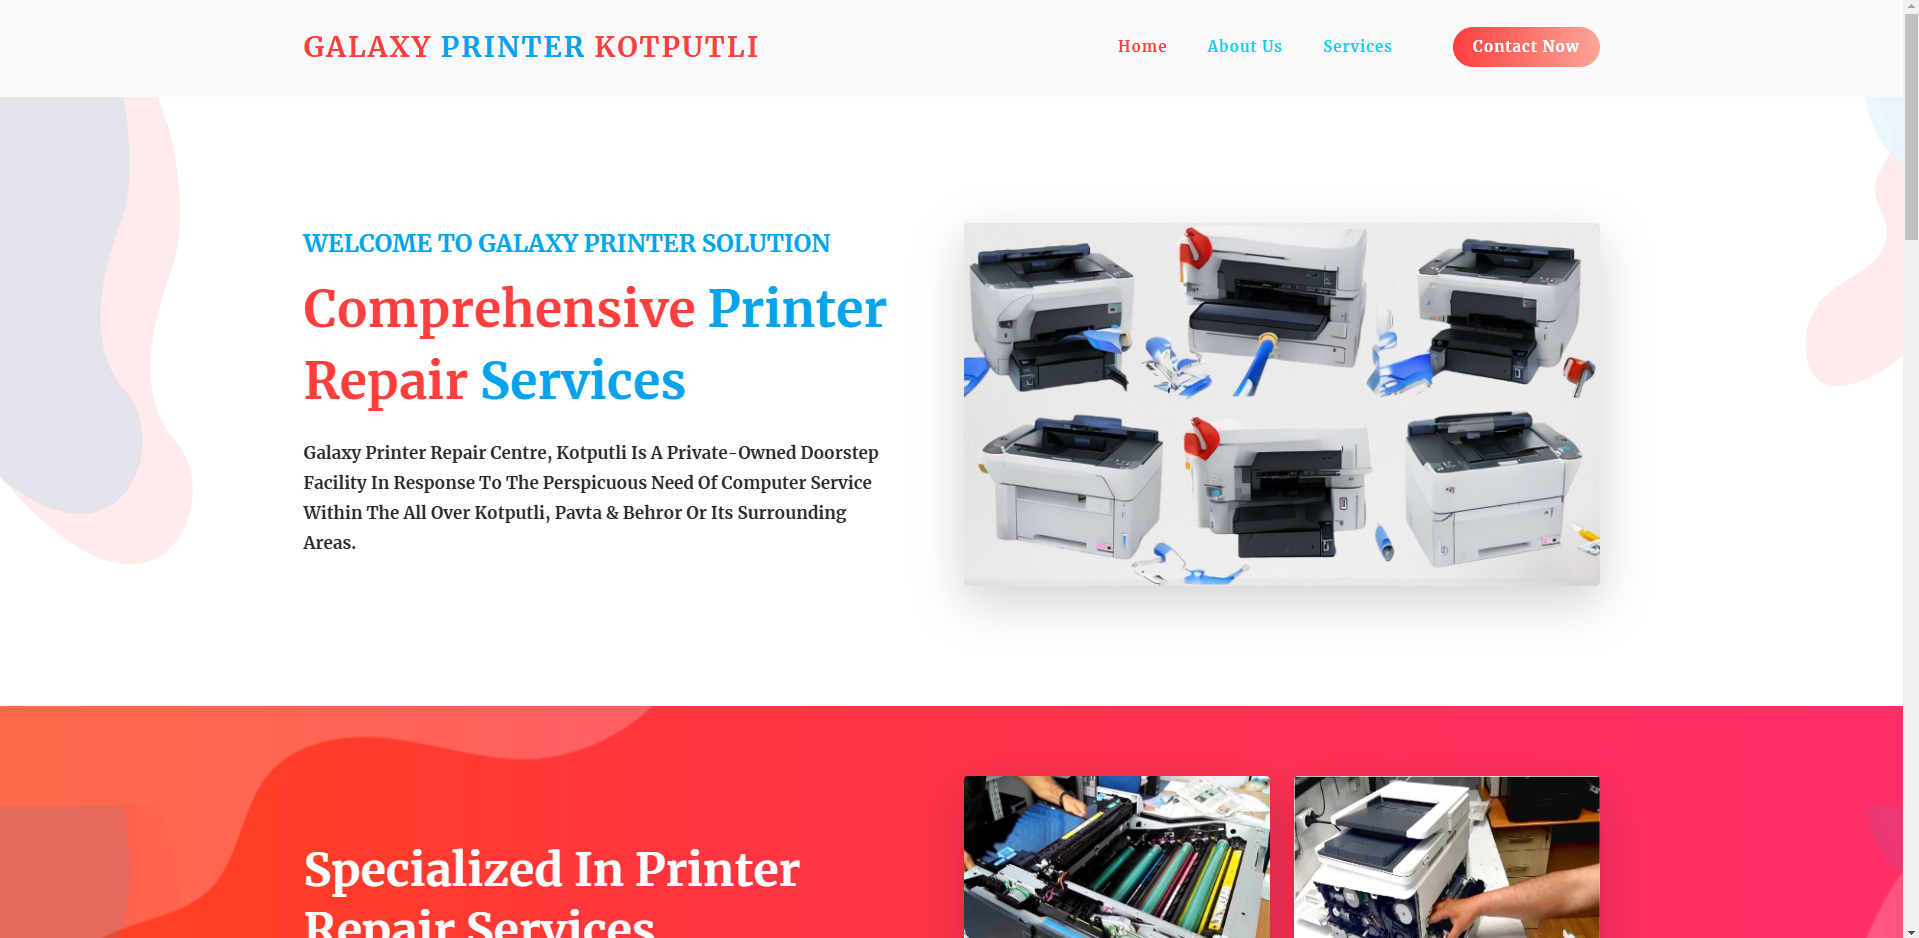 GALAXY PRINTER KOTPUTLI
Home
About Us
Services
Contact Now
WELCOME TO GALAXY PRINTER SOLUTION
Comprehensive Printer
Repair Services
Galaxy Printer Repair Centre, Kotputli Is A Private-Owned Doorstep
Facility In Response To The Perspicuous Need Of Computer Service
Within The All Over Kotputli, Pavta & Behror Or Its Surrounding
Areas.
Specialized In Printer
Repair Services